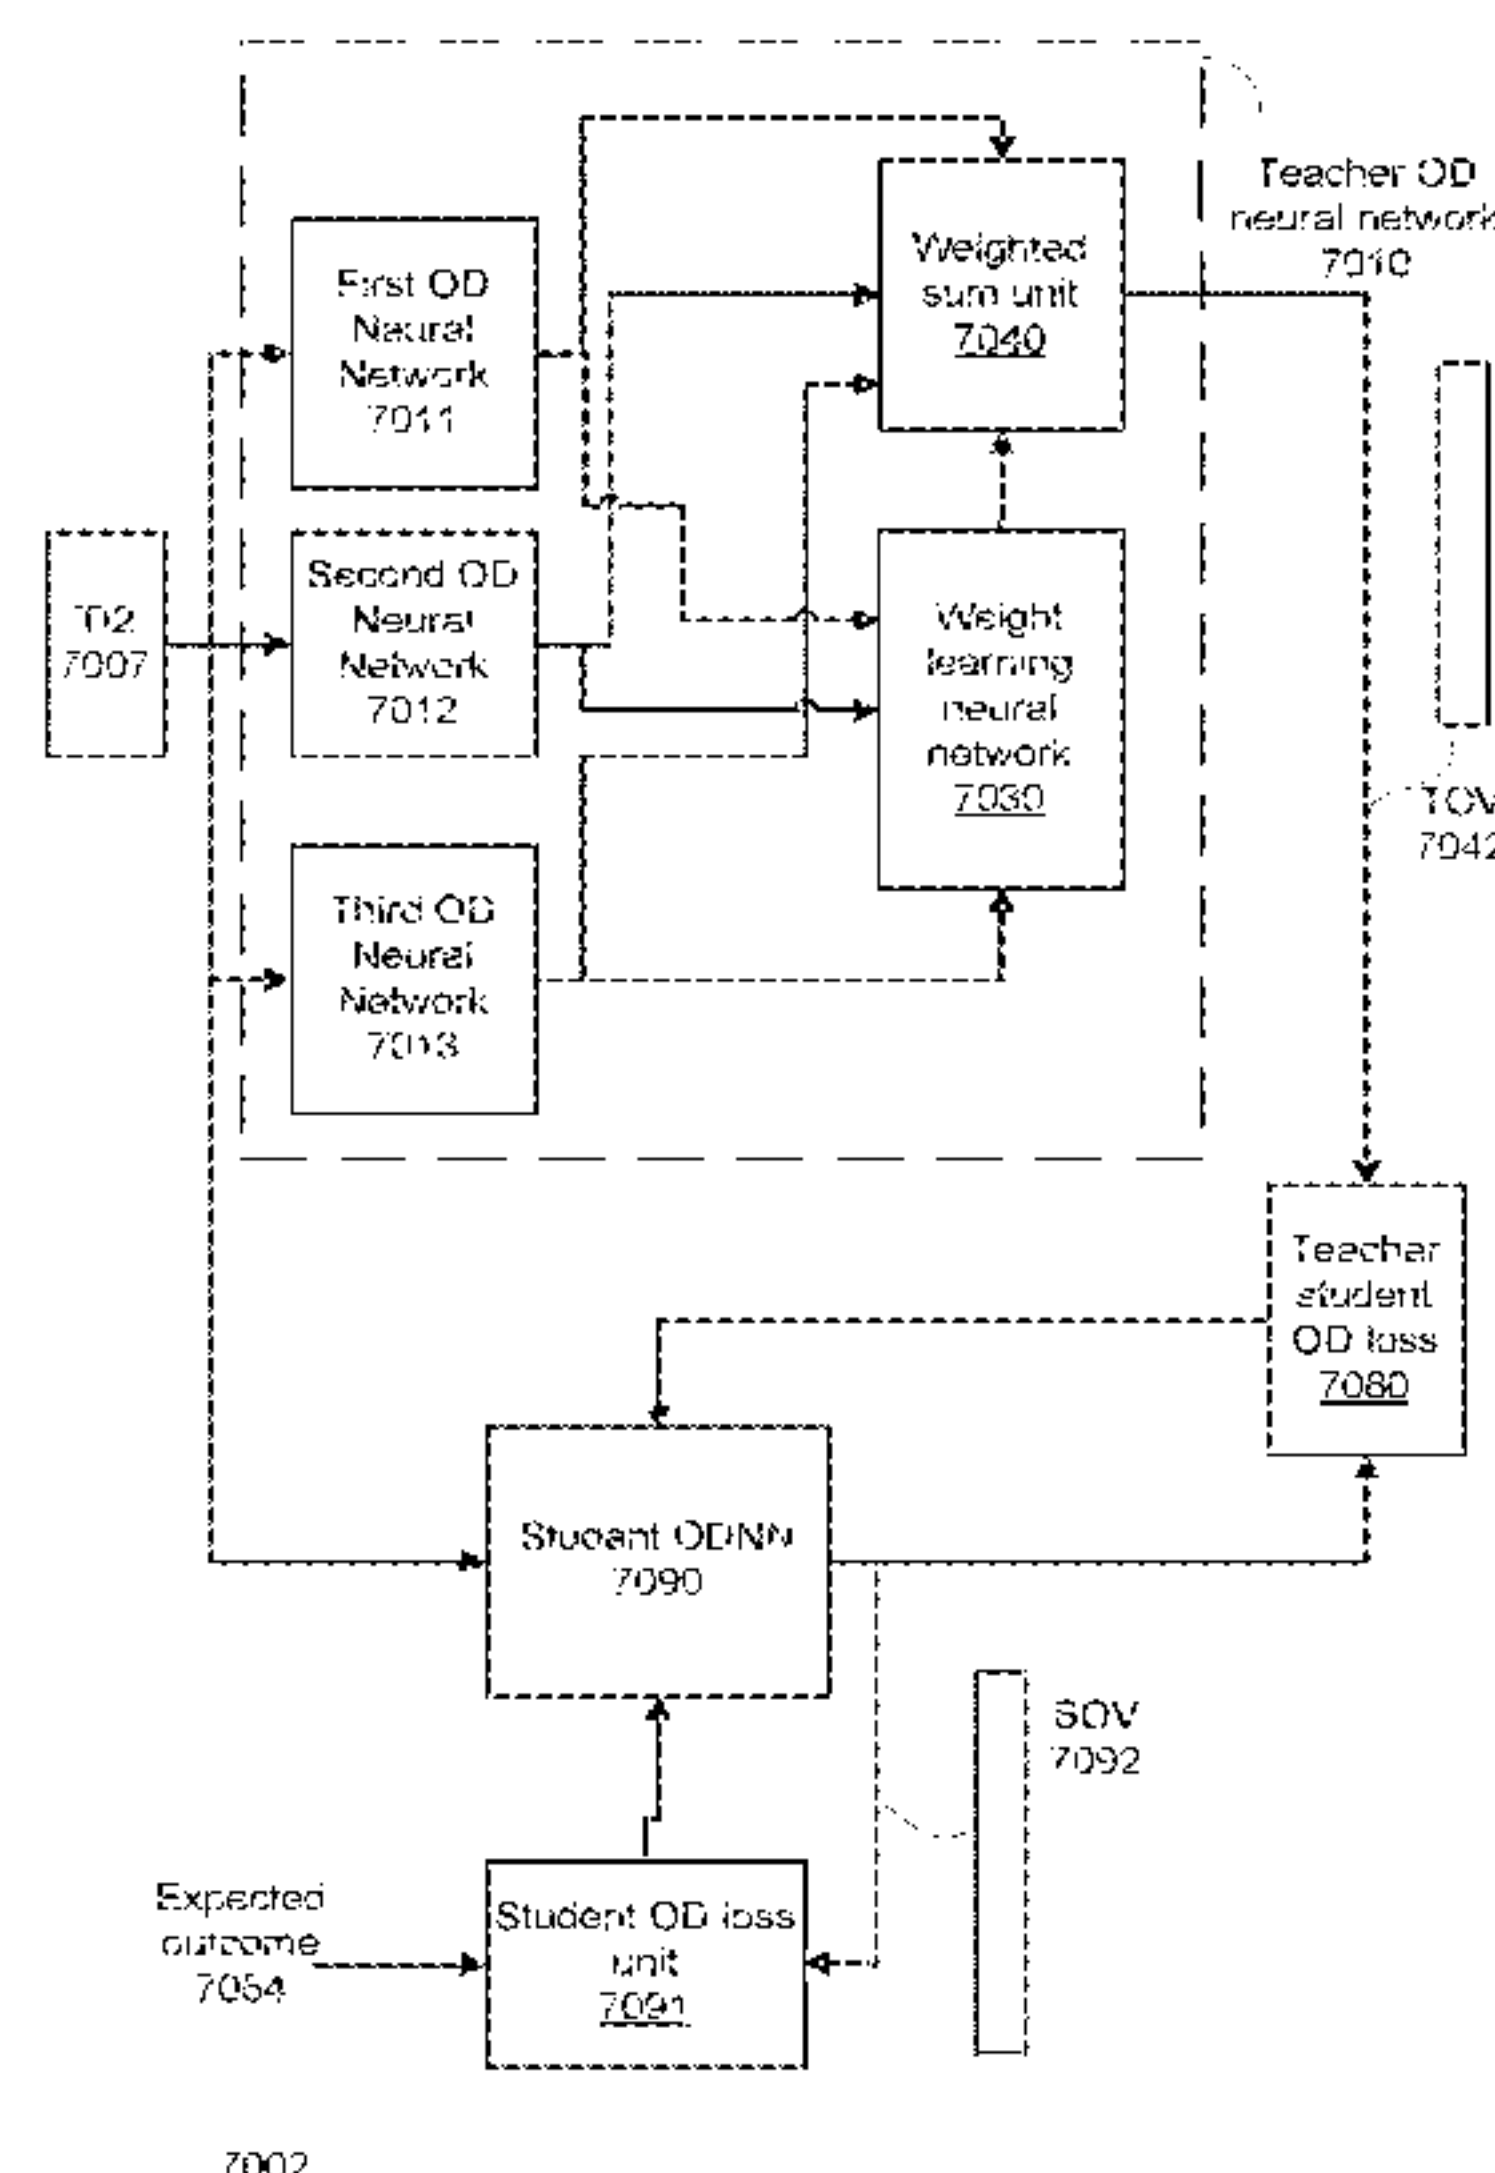 Teacher OD
neural network
7010
Weighted
sum unit
7040
First OD
Neural
Network
7011
TD2
7007
Second OD
Neural
Network
7012
Weight
learning
neural
network
7030
TOV
7042
Third OD
Neural
Network
7013
Teacher
student
OD loss
7080
Student ODNN
7090
SOV
7092
Expected
outcome
7054
Student OD loss
unit
7091
7002